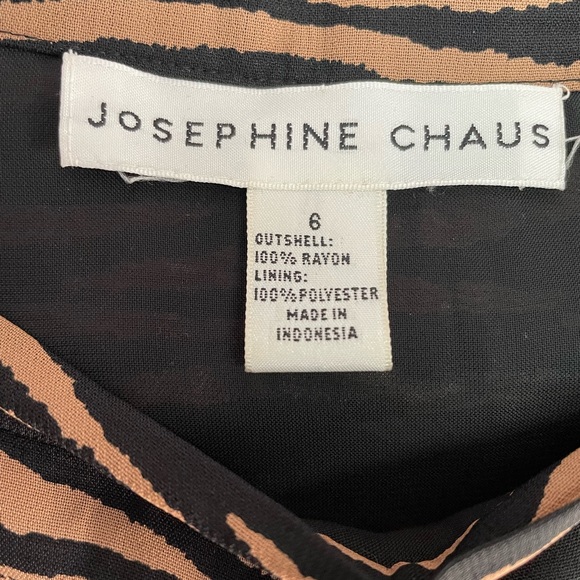 JOSEPHINE CHAUS
6
OUTSHELL:
100% RAYON
LINING:
100% POLYESTER
MADE IN
INDONESIA